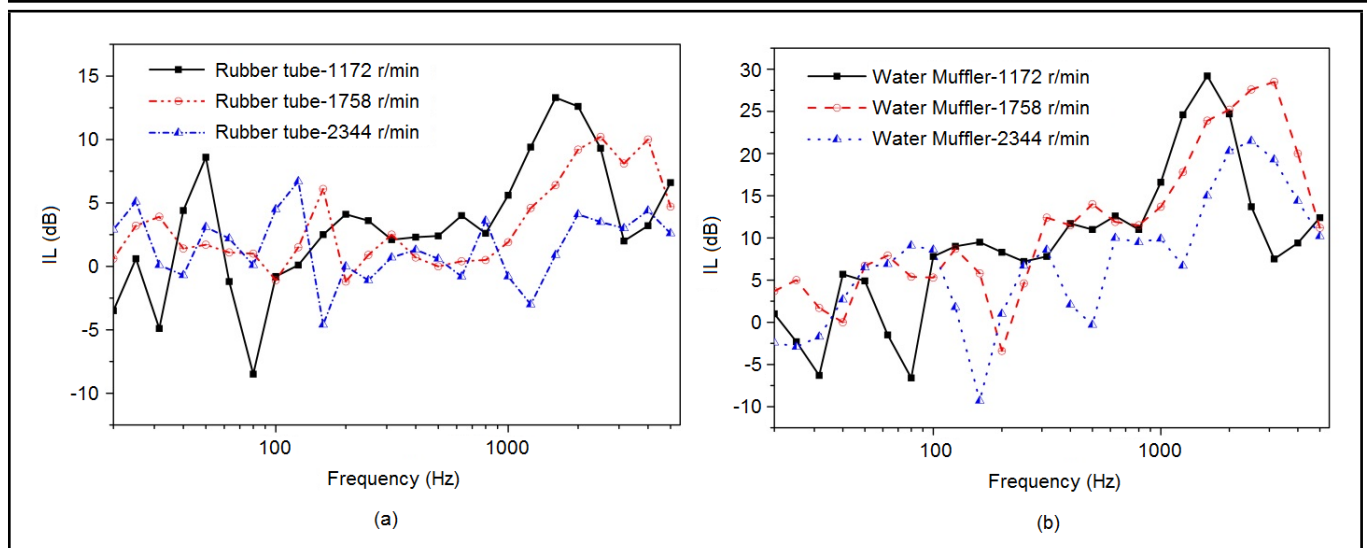 15
10
5
0
-5
-10
IL (dB)
Rubber tube-1172 r/min
Rubber tube-1758 r/min
Rubber tube-2344 r/min
100
1000
Frequency (Hz)
(a)
30
25
20
15
10
5
0
-5
-10
IL (dB)
Water Muffler-1172 r/min
Water Muffler-1758 r/min
Water Muffler-2344 r/min
100
1000
Frequency (Hz)
(b)